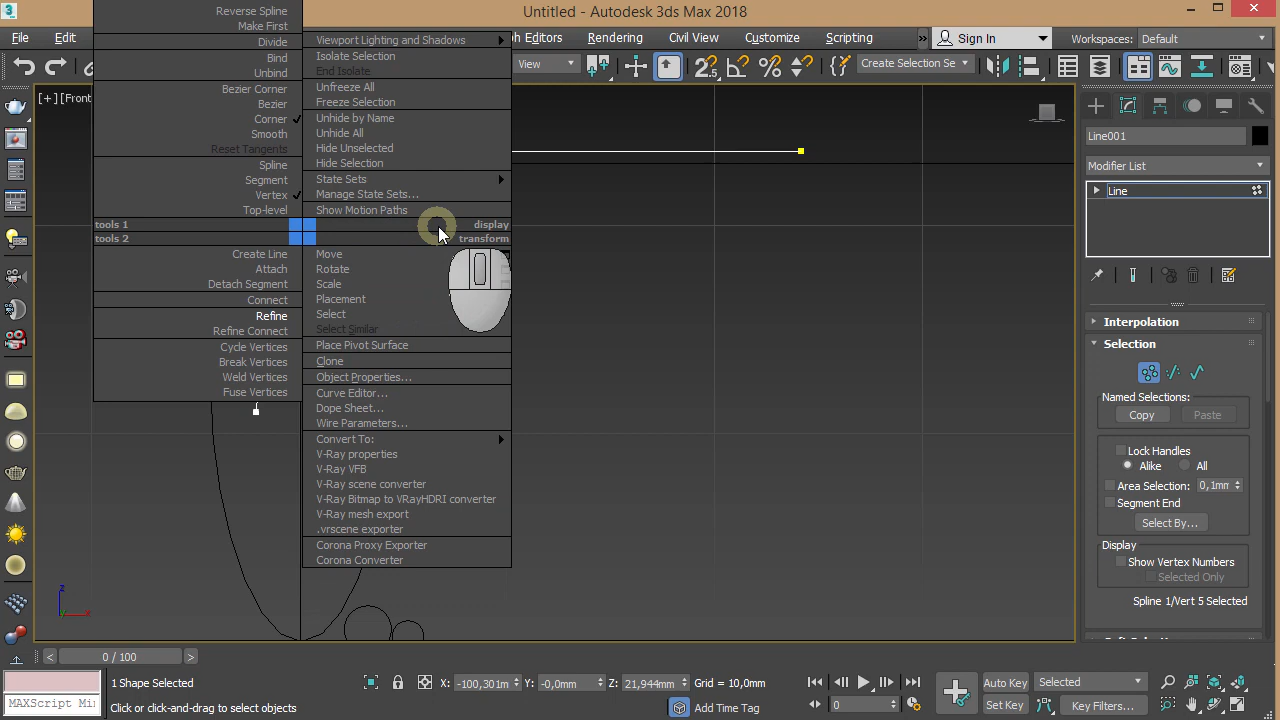 Untitled - Autodesk 3ds Max 2018
File
Edit
ph Editors
Rendering
Civil View
Customize
Scripting
»
Sign In
Workspaces: Default
View
Create Selection Se
[+][Front
Reverse Spline
Make First
Divide
Bind
Unbind
Bezier Corner
Bezier
Corner
Smooth
Reset Tangents
Spline
Segment
Vertex
Top-level
tools 1
tools 2
Create Line
Attach
Detach Segment
Connect
Refine
Refine Connect
Cycle Vertices
Break Vertices
Weld Vertices
Fuse Vertices
Viewport Lighting and Shadows
Isolate Selection
End Isolate
Unfreeze All
Freeze Selection
Unhide by Name
Unhide All
Hide Unselected
Hide Selection
State Sets
Manage State Sets...
Show Motion Paths
display
transform
Move
Rotate
Scale
Placement
Select
Select Similar
Place Pivot Surface
Clone
Object Properties...
Curve Editor...
Dope Sheet...
Wire Parameters...
Convert To:
V-Ray properties
V-Ray VFB
V-Ray scene converter
V-Ray Bitmap to VRayHDRI converter
V-Ray mesh export
.vrscene exporter
Corona Proxy Exporter
Corona Converter
Line001
Modifier List
Line
Interpolation
Selection
Named Selections:
Copy
Paste
Lock Handles
Alike
All
Area Selection: 0,1mm
Segment End
Select By...
Display
Show Vertex Numbers
Selected Only
Spline 1/Vert 5 Selected
z
x
< 0 / 100 >
MAXScript Mi
1 Shape Selected
Click or click-and-drag to select objects
X: -100,301m
Y: -0,0mm
Z: 21,944mm
Grid = 10,0mm
Add Time Tag
0
Auto Key
Selected
Set Key
Key Filters...